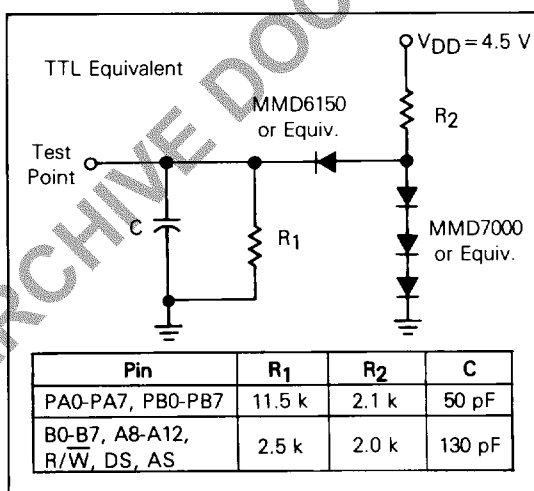 ARCHIVE DOC
V_DD = 4.5 V
TTL Equivalent
MMD6150
or Equiv.
R₂
Test
Point
C
R₁
MMD7000
or Equiv.
Pin R₁ R₂ C
PA0-PA7, PB0-PB7 11.5 k 2.1 k 50 pF
B0-B7, A8-A12,
R/W̅, DS, AS 2.5 k 2.0 k 130 pF